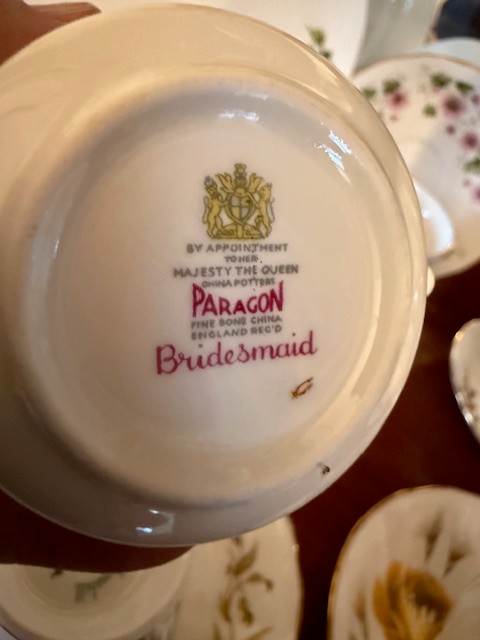 BY APPOINTMENT
TO HER
MAJESTY THE QUEEN
CHINA POTTERS
PARAGON
FINE BONE CHINA
ENGLAND REG'D
Bridesmaid